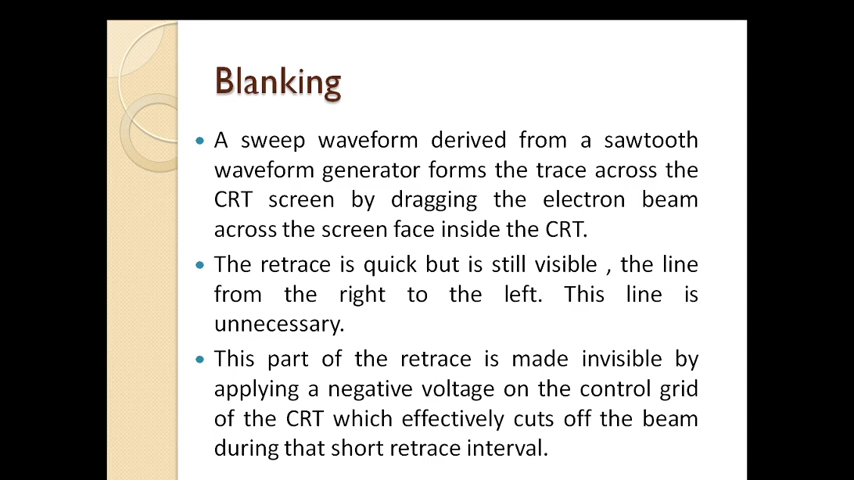 Blanking
• A sweep waveform derived from a sawtooth
waveform generator forms the trace across the
CRT screen by dragging the electron beam
across the screen face inside the CRT.
• The retrace is quick but is still visible , the line
from the right to the left. This line is
unnecessary.
• This part of the retrace is made invisible by
applying a negative voltage on the control grid
of the CRT which effectively cuts off the beam
during that short retrace interval.